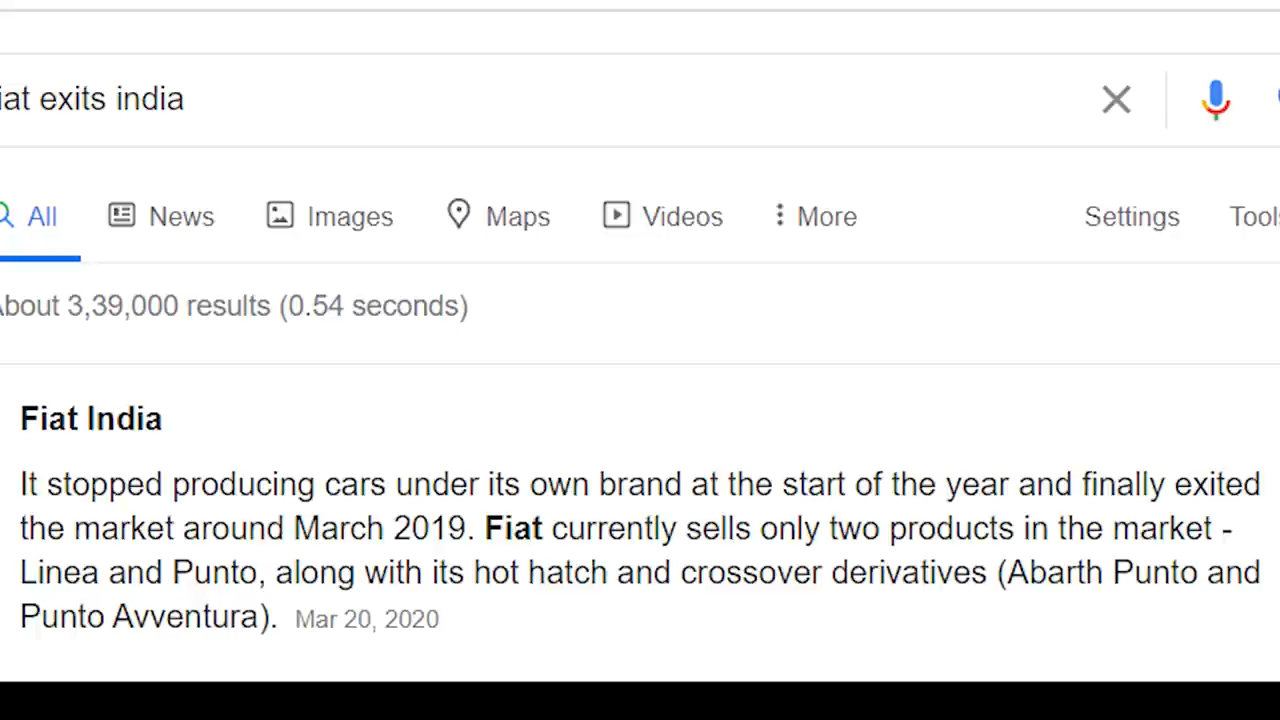 iat exits india
All News Images Maps Videos More Settings Tools
About 3,39,000 results (0.54 seconds)
Fiat India
It stopped producing cars under its own brand at the start of the year and finally exited
the market around March 2019. Fiat currently sells only two products in the market -
Linea and Punto, along with its hot hatch and crossover derivatives (Abarth Punto and
Punto Avventura). Mar 20, 2020